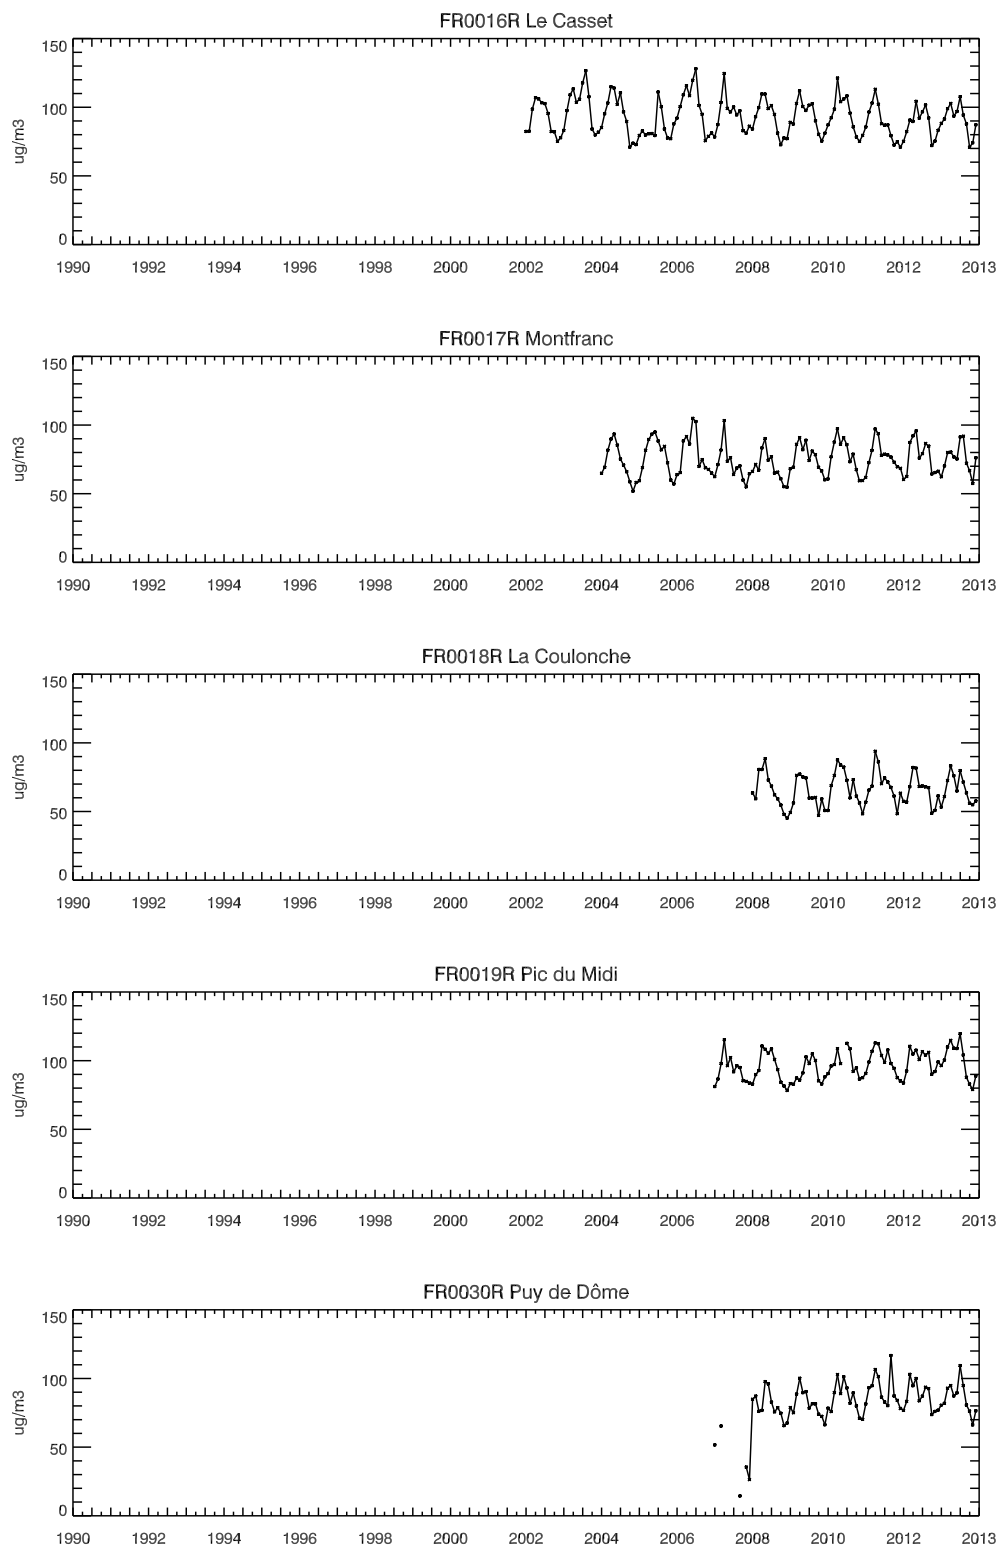 FR0016R Le Casset
150
100
50
0
ug/m3
1990 1992 1994 1996 1998 2000 2002 2004 2006 2008 2010 2012 2013
FR0017R Montfranc
150
100
50
0
ug/m3
1990 1992 1994 1996 1998 2000 2002 2004 2006 2008 2010 2012 2013
FR0018R La Coulonche
150
100
50
0
ug/m3
1990 1992 1994 1996 1998 2000 2002 2004 2006 2008 2010 2012 2013
FR0019R Pic du Midi
150
100
50
0
ug/m3
1990 1992 1994 1996 1998 2000 2002 2004 2006 2008 2010 2012 2013
FR0030R Puy de Dôme
150
100
50
0
ug/m3
1990 1992 1994 1996 1998 2000 2002 2004 2006 2008 2010 2012 2013